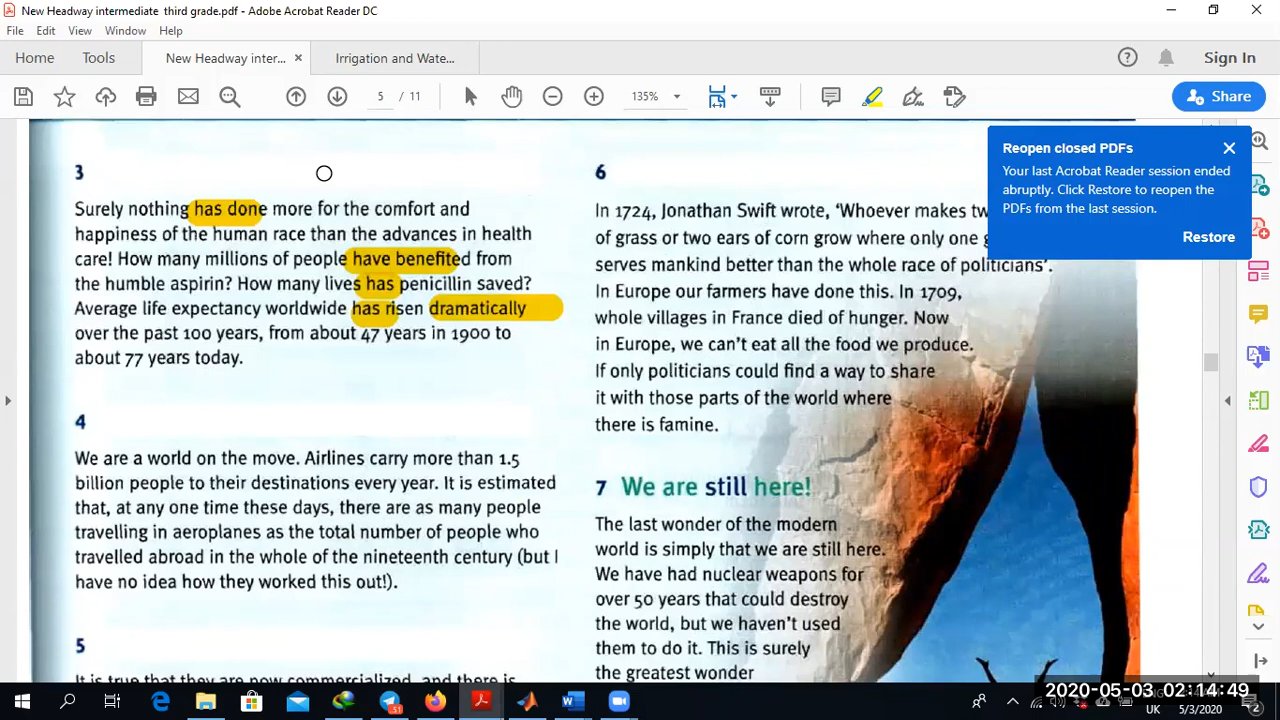 New Headway intermediate third grade.pdf - Adobe Acrobat Reader DC
File Edit View Window Help
Home Tools New Headway inter... Irrigation and Wate... Sign In
5 / 11 135% Share
Reopen closed PDFs
Your last Acrobat Reader session ended
abruptly. Click Restore to reopen the
PDFs from the last session.
Restore
3
Surely nothing has done more for the comfort and
happiness of the human race than the advances in health
care! How many millions of people have benefited from
the humble aspirin? How many lives has penicillin saved?
Average life expectancy worldwide has risen dramatically
over the past 100 years, from about 47 years in 1900 to
about 77 years today.
4
We are a world on the move. Airlines carry more than 1.5
billion people to their destinations every year. It is estimated
that, at any one time these days, there are as many people
travelling in aeroplanes as the total number of people who
travelled abroad in the whole of the nineteenth century (but I
have no idea how they worked this out!).
5
It is true that they are now commercialized, and there is
6
In 1724, Jonathan Swift wrote, ‘Whoever makes
of grass or two ears of corn grow where only one
serves mankind better than the whole race of politicians’.
In Europe our farmers have done this. In 1709,
whole villages in France died of hunger. Now
in Europe, we can’t eat all the food we produce.
If only politicians could find a way to share
it with those parts of the world where
there is famine.
7 We are still here!
The last wonder of the modern
world is simply that we are still here.
We have had nuclear weapons for
over 50 years that could destroy
the world, but we haven’t used
them to do it. This is surely
the greatest wonder
2020-05-03 02:14:49
UK 5/3/2020